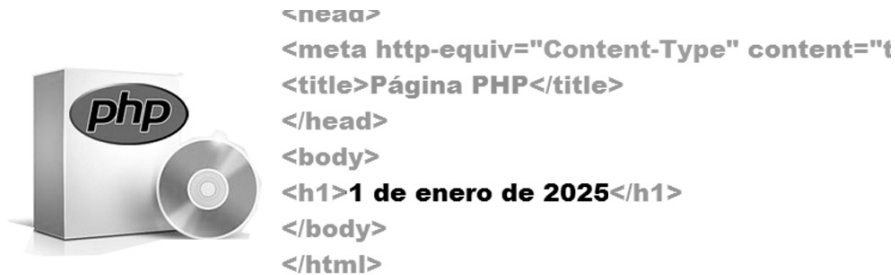 php
<head>
<meta http-equiv="Content-Type" content="t
<title>Página PHP</title>
</head>
<body>
<h1>1 de enero de 2025</h1>
</body>
</html>